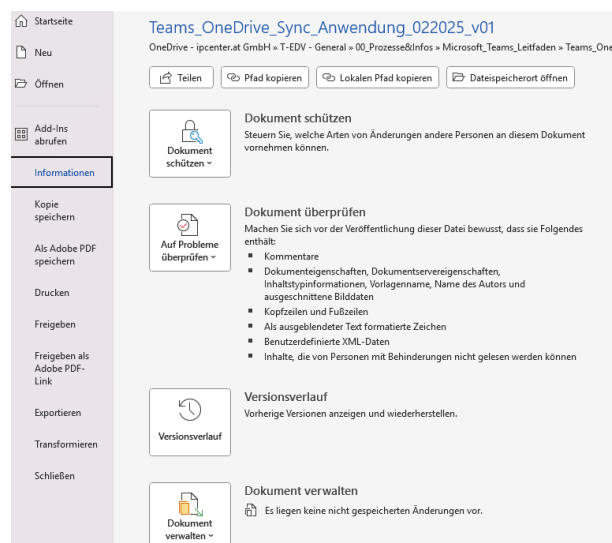 Startseite
Neu
Öffnen
Add-Ins
abrufen
Informationen
Kopie
speichern
Als Adobe PDF
speichern
Drucken
Freigeben
Freigeben als
Adobe PDF-
Link
Exportieren
Transformieren
Schließen
Teams_OneDrive_Sync_Anwendung_022025_v01
OneDrive - ipcenter.at GmbH » T-EDV - General » 00_Prozesse&Infos » Microsoft_Teams_Leitfaden » Teams_One
Teilen
Pfad kopieren
Lokalen Pfad kopieren
Dateispeicherort öffnen
Dokument
schützen
Dokument schützen
Steuern Sie, welche Arten von Änderungen andere Personen an diesem Dokument
vornehmen können.
Auf Probleme
überprüfen
Dokument überprüfen
Machen Sie sich vor der Veröffentlichung dieser Datei bewusst, dass sie Folgendes
enthält:
Kommentare
Dokumenteigenschaften, Dokumentservereigenschaften,
Inhaltstypinformationen, Vorlagenname, Name des Autors und
ausgeschnittene Bilddaten
Kopfzeilen und Fußzeilen
Als ausgeblendeter Text formatierte Zeichen
Benutzerdefinierte XML-Daten
Inhalte, die von Personen mit Behinderungen nicht gelesen werden können
Versionsverlauf
Versionsverlauf
Vorherige Versionen anzeigen und wiederherstellen.
Dokument
verwalten
Dokument verwalten
Es liegen keine nicht gespeicherten Änderungen vor.